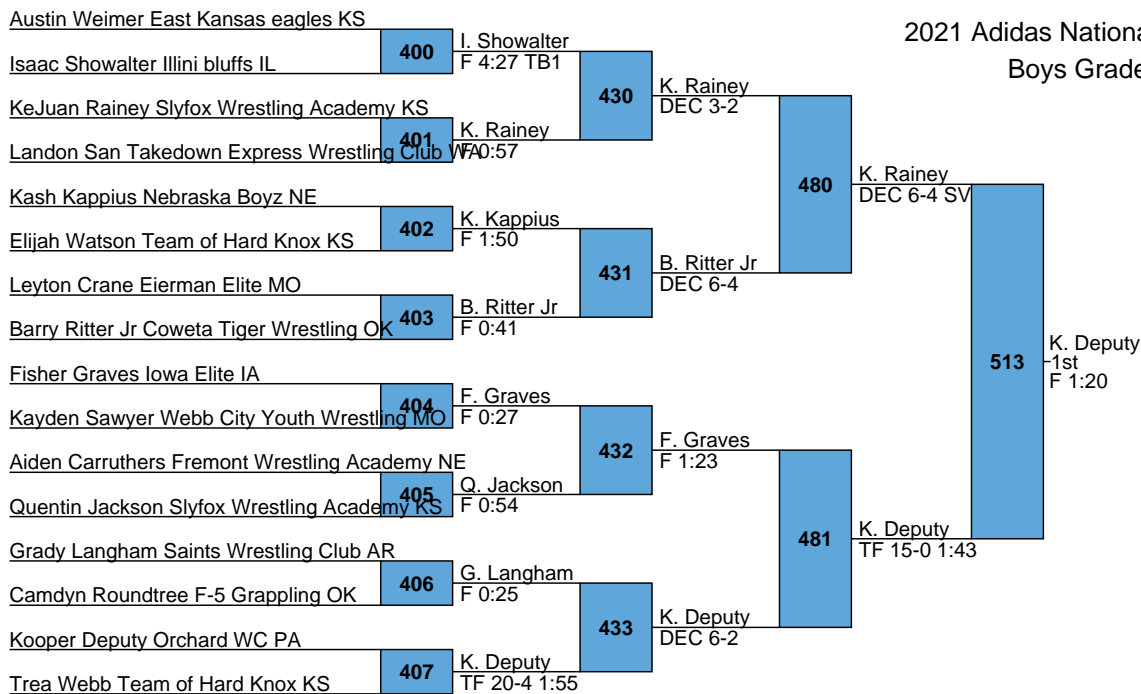 Austin Weimer East Kansas eagles KS
400
I. Showalter
F 4:27 TB1
Isaac Showalter Illini bluffs IL
2021 Adidas Nationa
Boys Grade
430
K. Rainey
DEC 3-2
KeJuan Rainey Slyfox Wrestling Academy KS
401
K. Rainey
F 0:57
Landon San Takedown Express Wrestling Club WA
480
K. Rainey
DEC 6-4 SV
Kash Kappius Nebraska Boyz NE
402
K. Kappius
F 1:50
Elijah Watson Team of Hard Knox KS
431
B. Ritter Jr
DEC 6-4
Leyton Crane Eierman Elite MO
403
B. Ritter Jr
F 0:41
Barry Ritter Jr Coweta Tiger Wrestling OK
513
K. Deputy
1st
F 1:20
Fisher Graves Iowa Elite IA
404
F. Graves
F 0:27
Kayden Sawyer Webb City Youth Wrestling MO
432
F. Graves
F 1:23
Aiden Carruthers Fremont Wrestling Academy NE
405
Q. Jackson
F 0:54
Quentin Jackson Slyfox Wrestling Academy KS
481
K. Deputy
TF 15-0 1:43
Grady Langham Saints Wrestling Club AR
406
G. Langham
F 0:25
Camdyn Roundtree F-5 Grappling OK
433
K. Deputy
DEC 6-2
Kooper Deputy Orchard WC PA
407
K. Deputy
TF 20-4 1:55
Trea Webb Team of Hard Knox KS